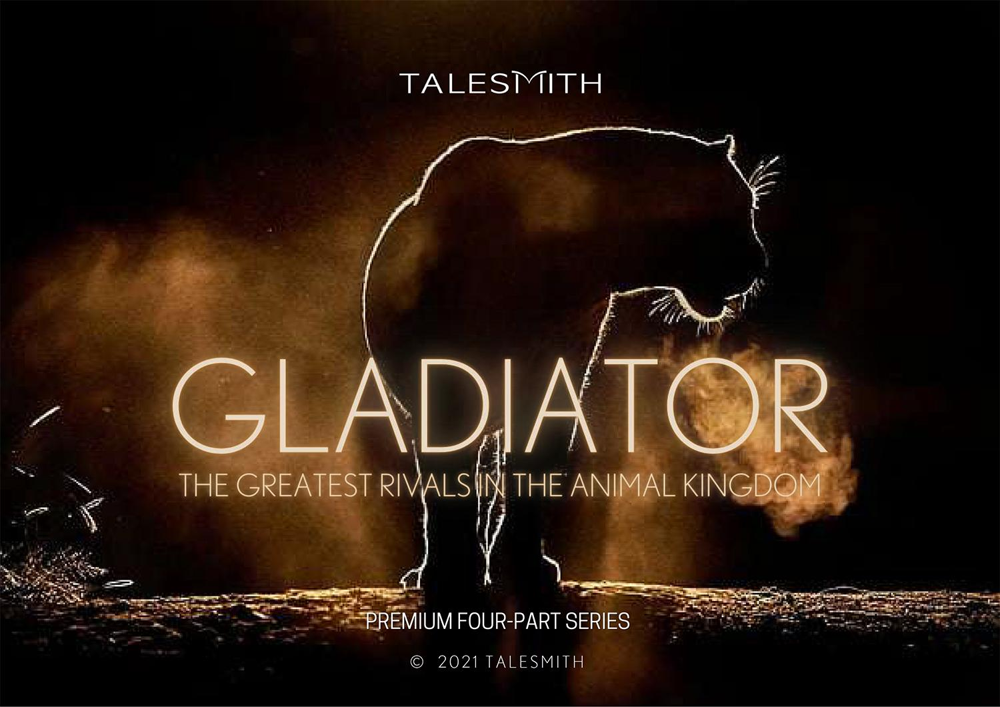 TALESMITH
GLADIATOR
THE GREATEST RIVALS IN THE ANIMAL KINGDOM
PREMIUM FOUR-PART SERIES
© 2021 TALESMITH